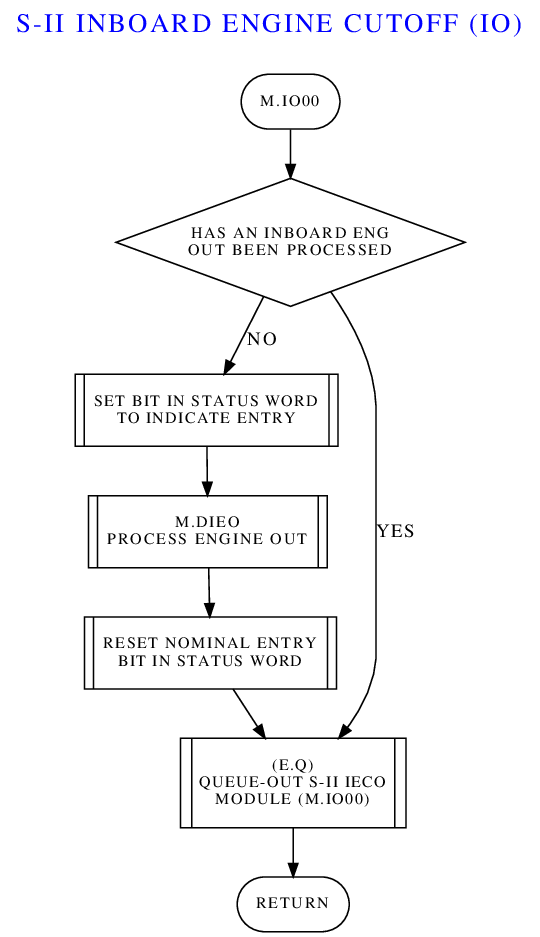 S-II INBOARD ENGINE CUTOFF (IO)
M.IO00
HAS AN INBOARD ENG
OUT BEEN PROCESSED
NO
SET BIT IN STATUS WORD
TO INDICATE ENTRY
M.DIEO
PROCESS ENGINE OUT
YES
RESET NOMINAL ENTRY
BIT IN STATUS WORD
(E.Q)
QUEUE-OUT S-II IECO
MODULE (M.IO00)
RETURN